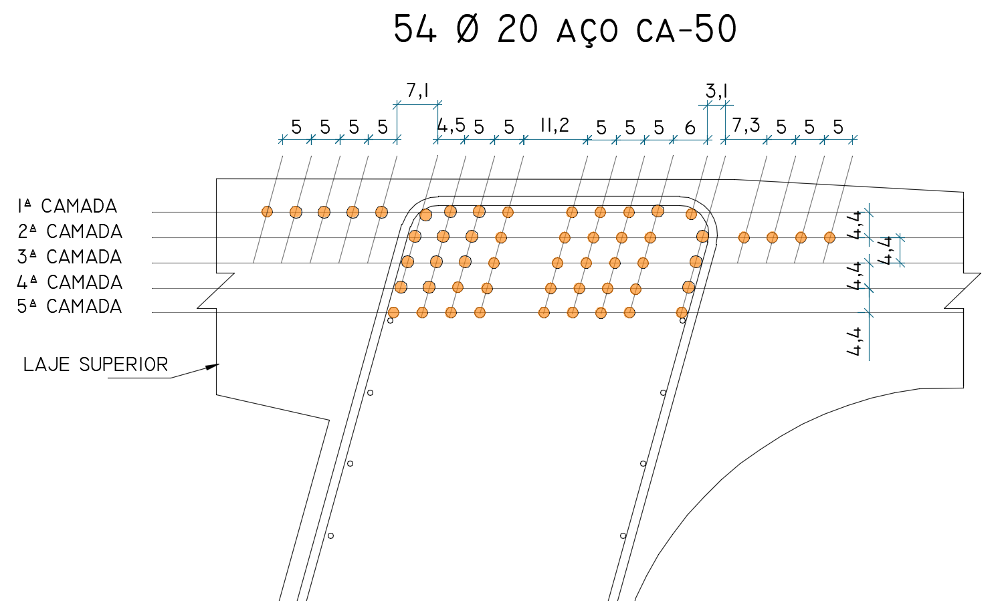 54 Ø 20 AÇO CA-50
7,1
3,1
5 5 5 5 4,5 5 5 11,2 5 5 5 6 7,3 5 5 5
1ª CAMADA
2ª CAMADA
3ª CAMADA
4ª CAMADA
5ª CAMADA
4,4
4,4
4,4
4,4
LAJE SUPERIOR